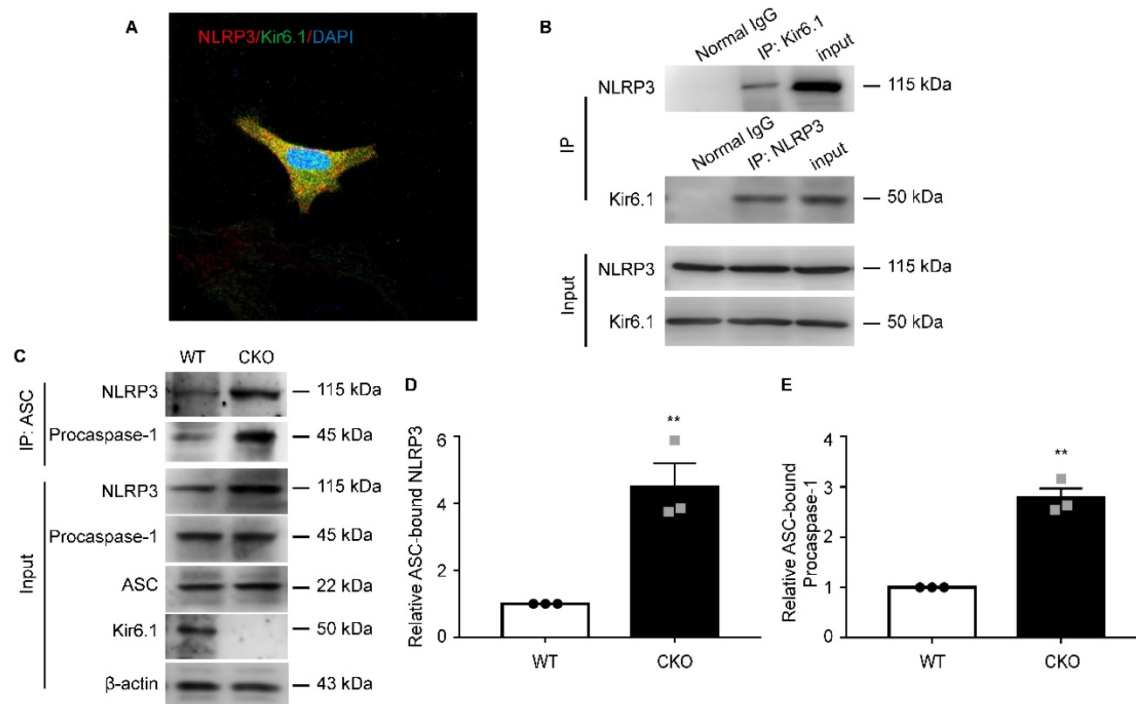 A
NLRP3/Kir6.1/DAPI
B
Normal IgG
IP: Kir6.1
input
NLRP3
115 kDa
IP
Normal IgG
IP: NLRP3
input
Kir6.1
50 kDa
Input
NLRP3
115 kDa
Kir6.1
50 kDa
C
WT CKO
IP: ASC
NLRP3
115 kDa
Procaspase-1
45 kDa
Input
NLRP3
115 kDa
Procaspase-1
45 kDa
ASC
22 kDa
Kir6.1
50 kDa
β-actin
43 kDa
D
Relative ASC-bound NLRP3
6
4
2
0
**
WT CKO
E
Relative ASC-bound
Procaspase-1
4
3
2
1
0
**
WT CKO